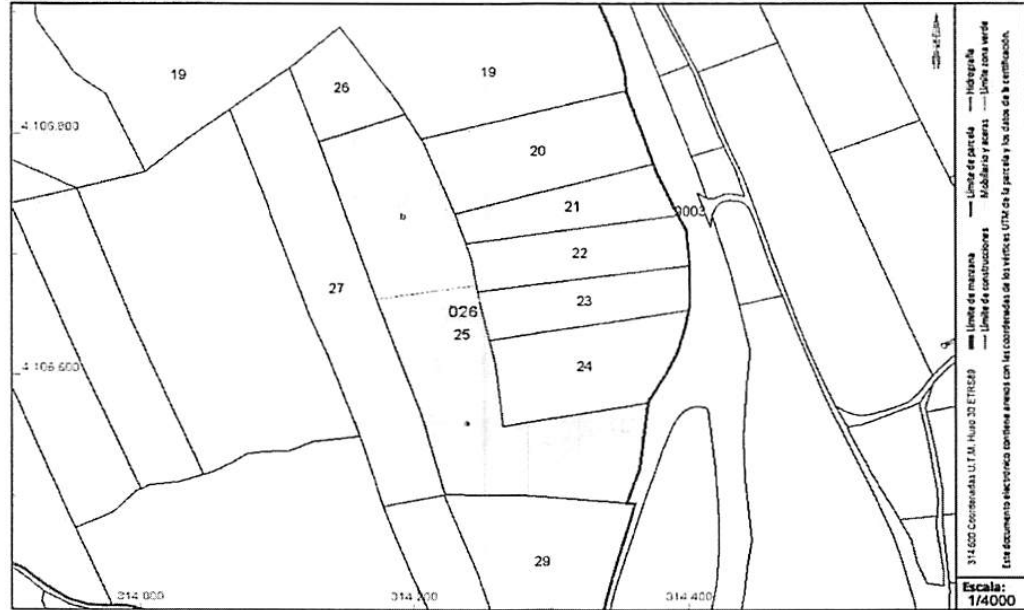 19
19
26
4.106.800
20
21
b
9003
22
27
23
026
25
24
4.106.600
a
29
314.000
314.200
314.400
314.600 Coordenadas U.T.M. Huso 30 ETRS89
Límite de manzana
Límite de parcela
Hidrografía
Límite de construcciones
Mobiliario y aceras
Límite zona verde
Este documento electrónico contiene anexos con las coordenadas de los vértices UTM de la parcela y los datos de la certificación.
Escala:
1/4000